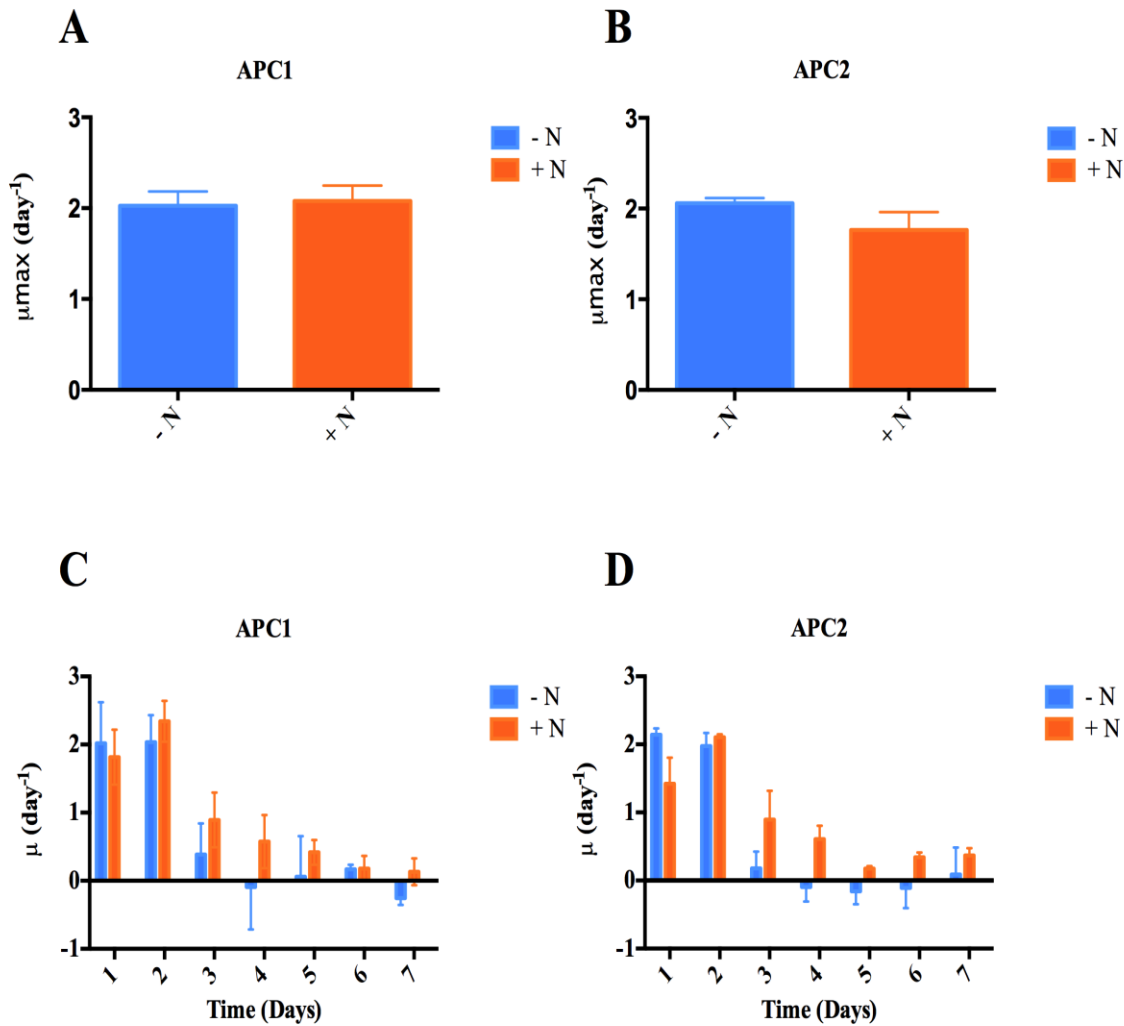 A
APC1
3
2
1
0
μmax (day-1)
- N
+ N
- N
+ N
B
APC2
3
2
1
0
μmax (day-1)
- N
+ N
- N
+ N
C
APC1
3
2
1
0
-1
μ (day-1)
1 2 3 4 5 6 7
Time (Days)
- N
+ N
D
APC2
3
2
1
0
-1
μ (day-1)
1 2 3 4 5 6 7
Time (Days)
- N
+ N